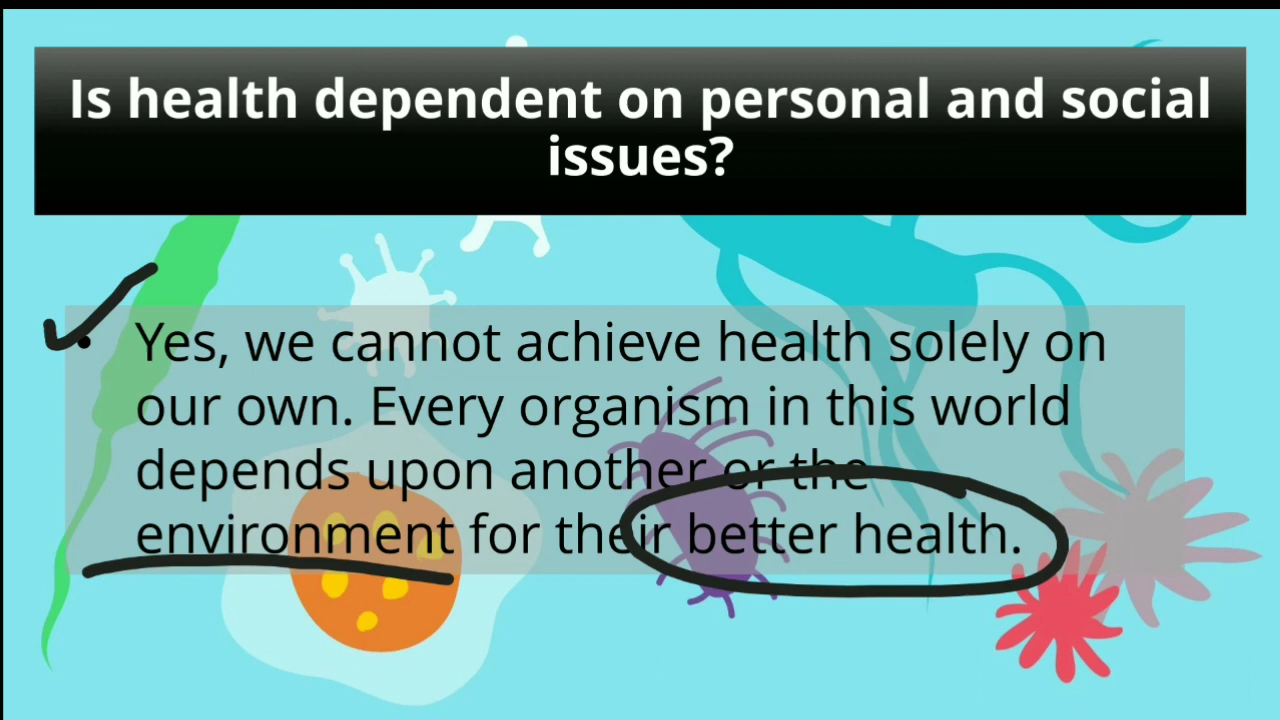 Is health dependent on personal and social
issues?
• Yes, we cannot achieve health solely on
our own. Every organism in this world
depends upon another or the
environment for their better health.